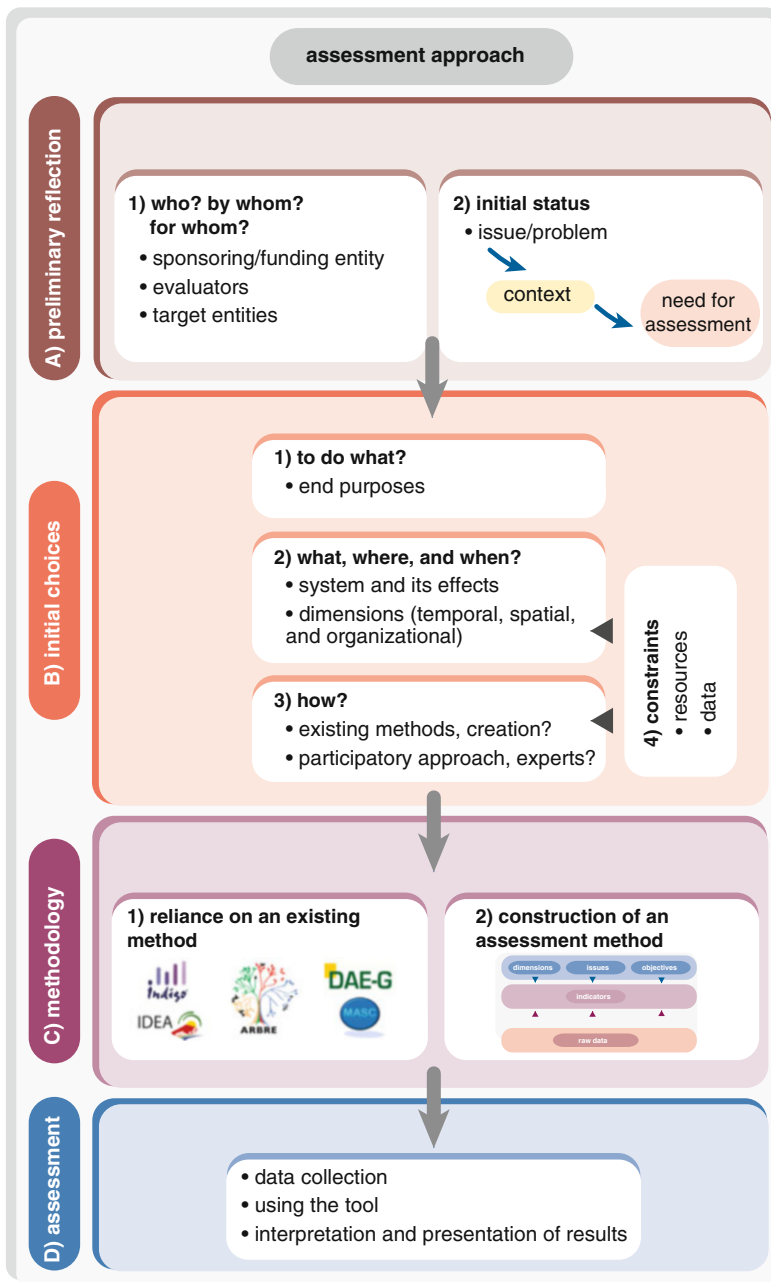 assessment approach
A) preliminary reflection
1) who? by whom?
for whom?
• sponsoring/funding entity
• evaluators
• target entities
2) initial status
• issue/problem
context
need for
assessment
B) initial choices
1) to do what?
• end purposes
2) what, where, and when?
• system and its effects
• dimensions (temporal, spatial,
and organizational)
3) how?
• existing methods, creation?
• participatory approach, experts?
4) constraints
• resources
• data
C) methodology
1) reliance on an existing
method
Indigo
IDEA
ARBRE
DAE-G
MASC
2) construction of an
assessment method
dimensions
issues
objectives
indicators
raw data
D) assessment
• data collection
• using the tool
• interpretation and presentation of results